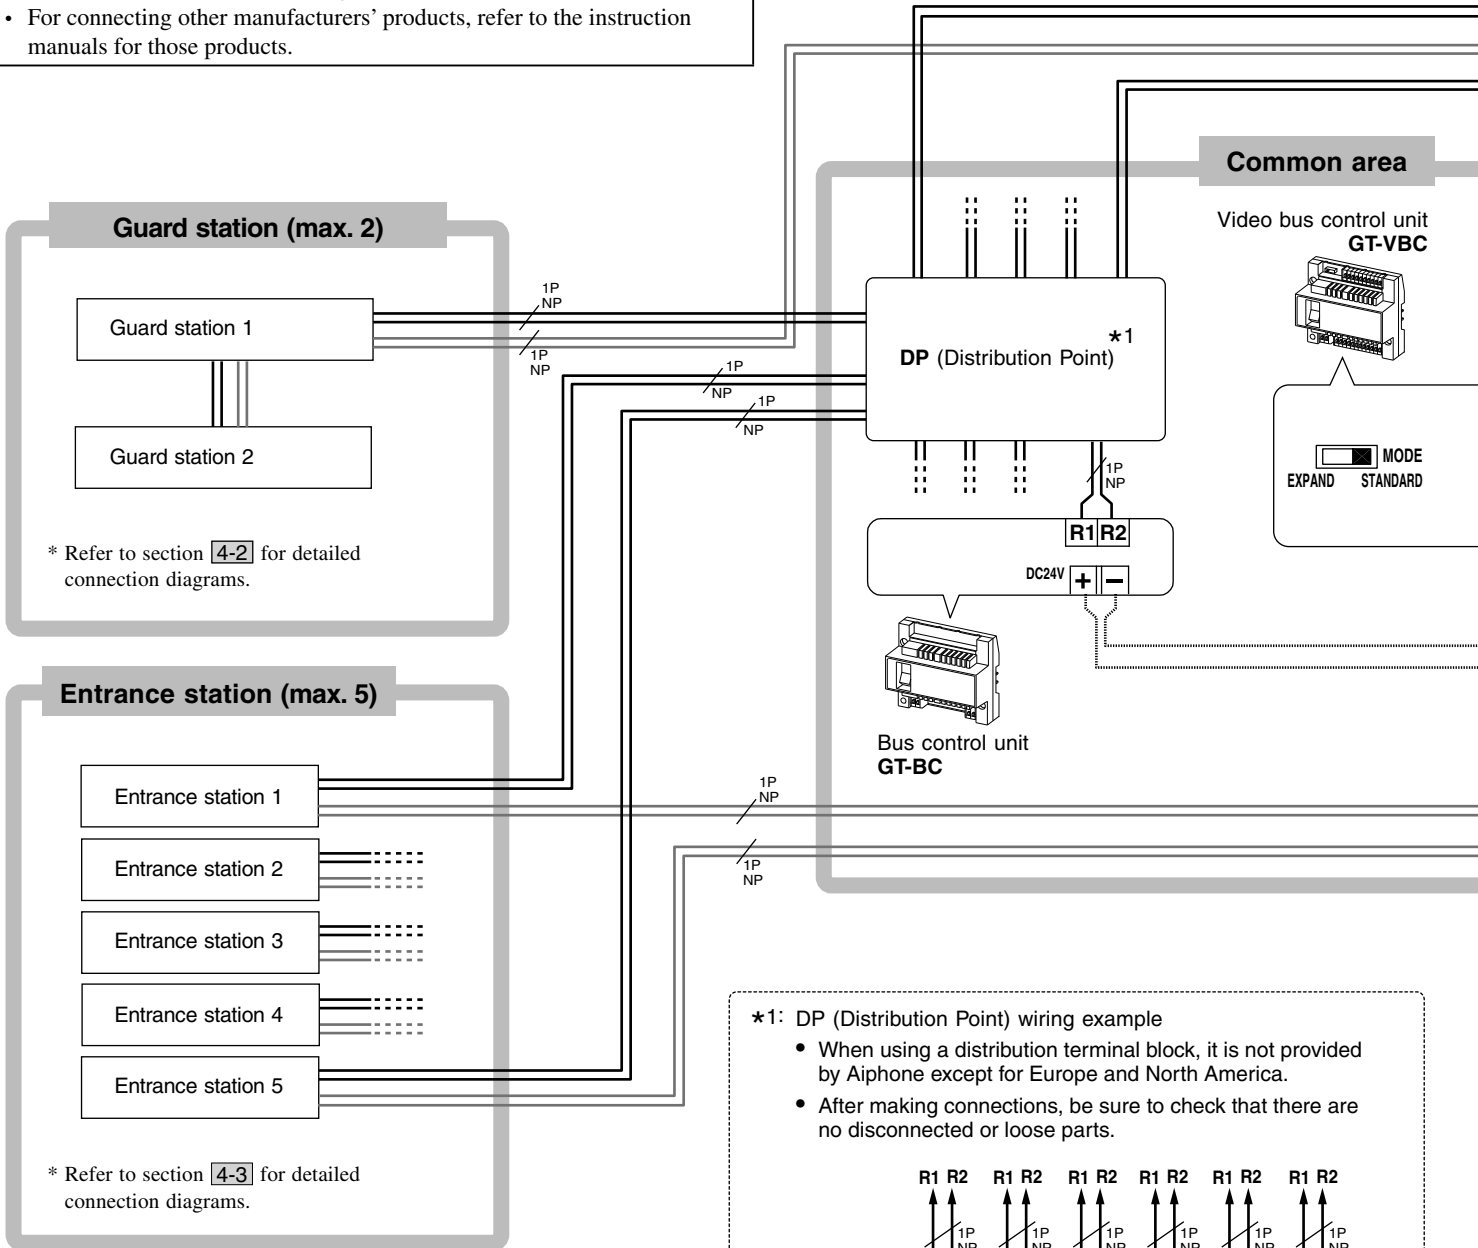 • For connecting other manufacturers' products, refer to the instruction
manuals for those products.
Common area
Video bus control unit
GT-VBC
MODE
EXPAND STANDARD
Guard station (max. 2)
Guard station 1
Guard station 2
* Refer to section 4-2 for detailed
connection diagrams.
1P
NP
1P
NP
1P
NP
1P
NP
*1
DP (Distribution Point)
1P
NP
R1 R2
DC24V + −
Bus control unit
GT-BC
Entrance station (max. 5)
Entrance station 1
Entrance station 2
Entrance station 3
Entrance station 4
Entrance station 5
* Refer to section 4-3 for detailed
connection diagrams.
1P
NP
1P
NP
*1: DP (Distribution Point) wiring example
• When using a distribution terminal block, it is not provided
by Aiphone except for Europe and North America.
• After making connections, be sure to check that there are
no disconnected or loose parts.
R1 R2 R1 R2 R1 R2 R1 R2 R1 R2 R1 R2
1P 1P 1P 1P 1P 1P
NP NP NP NP NP NP